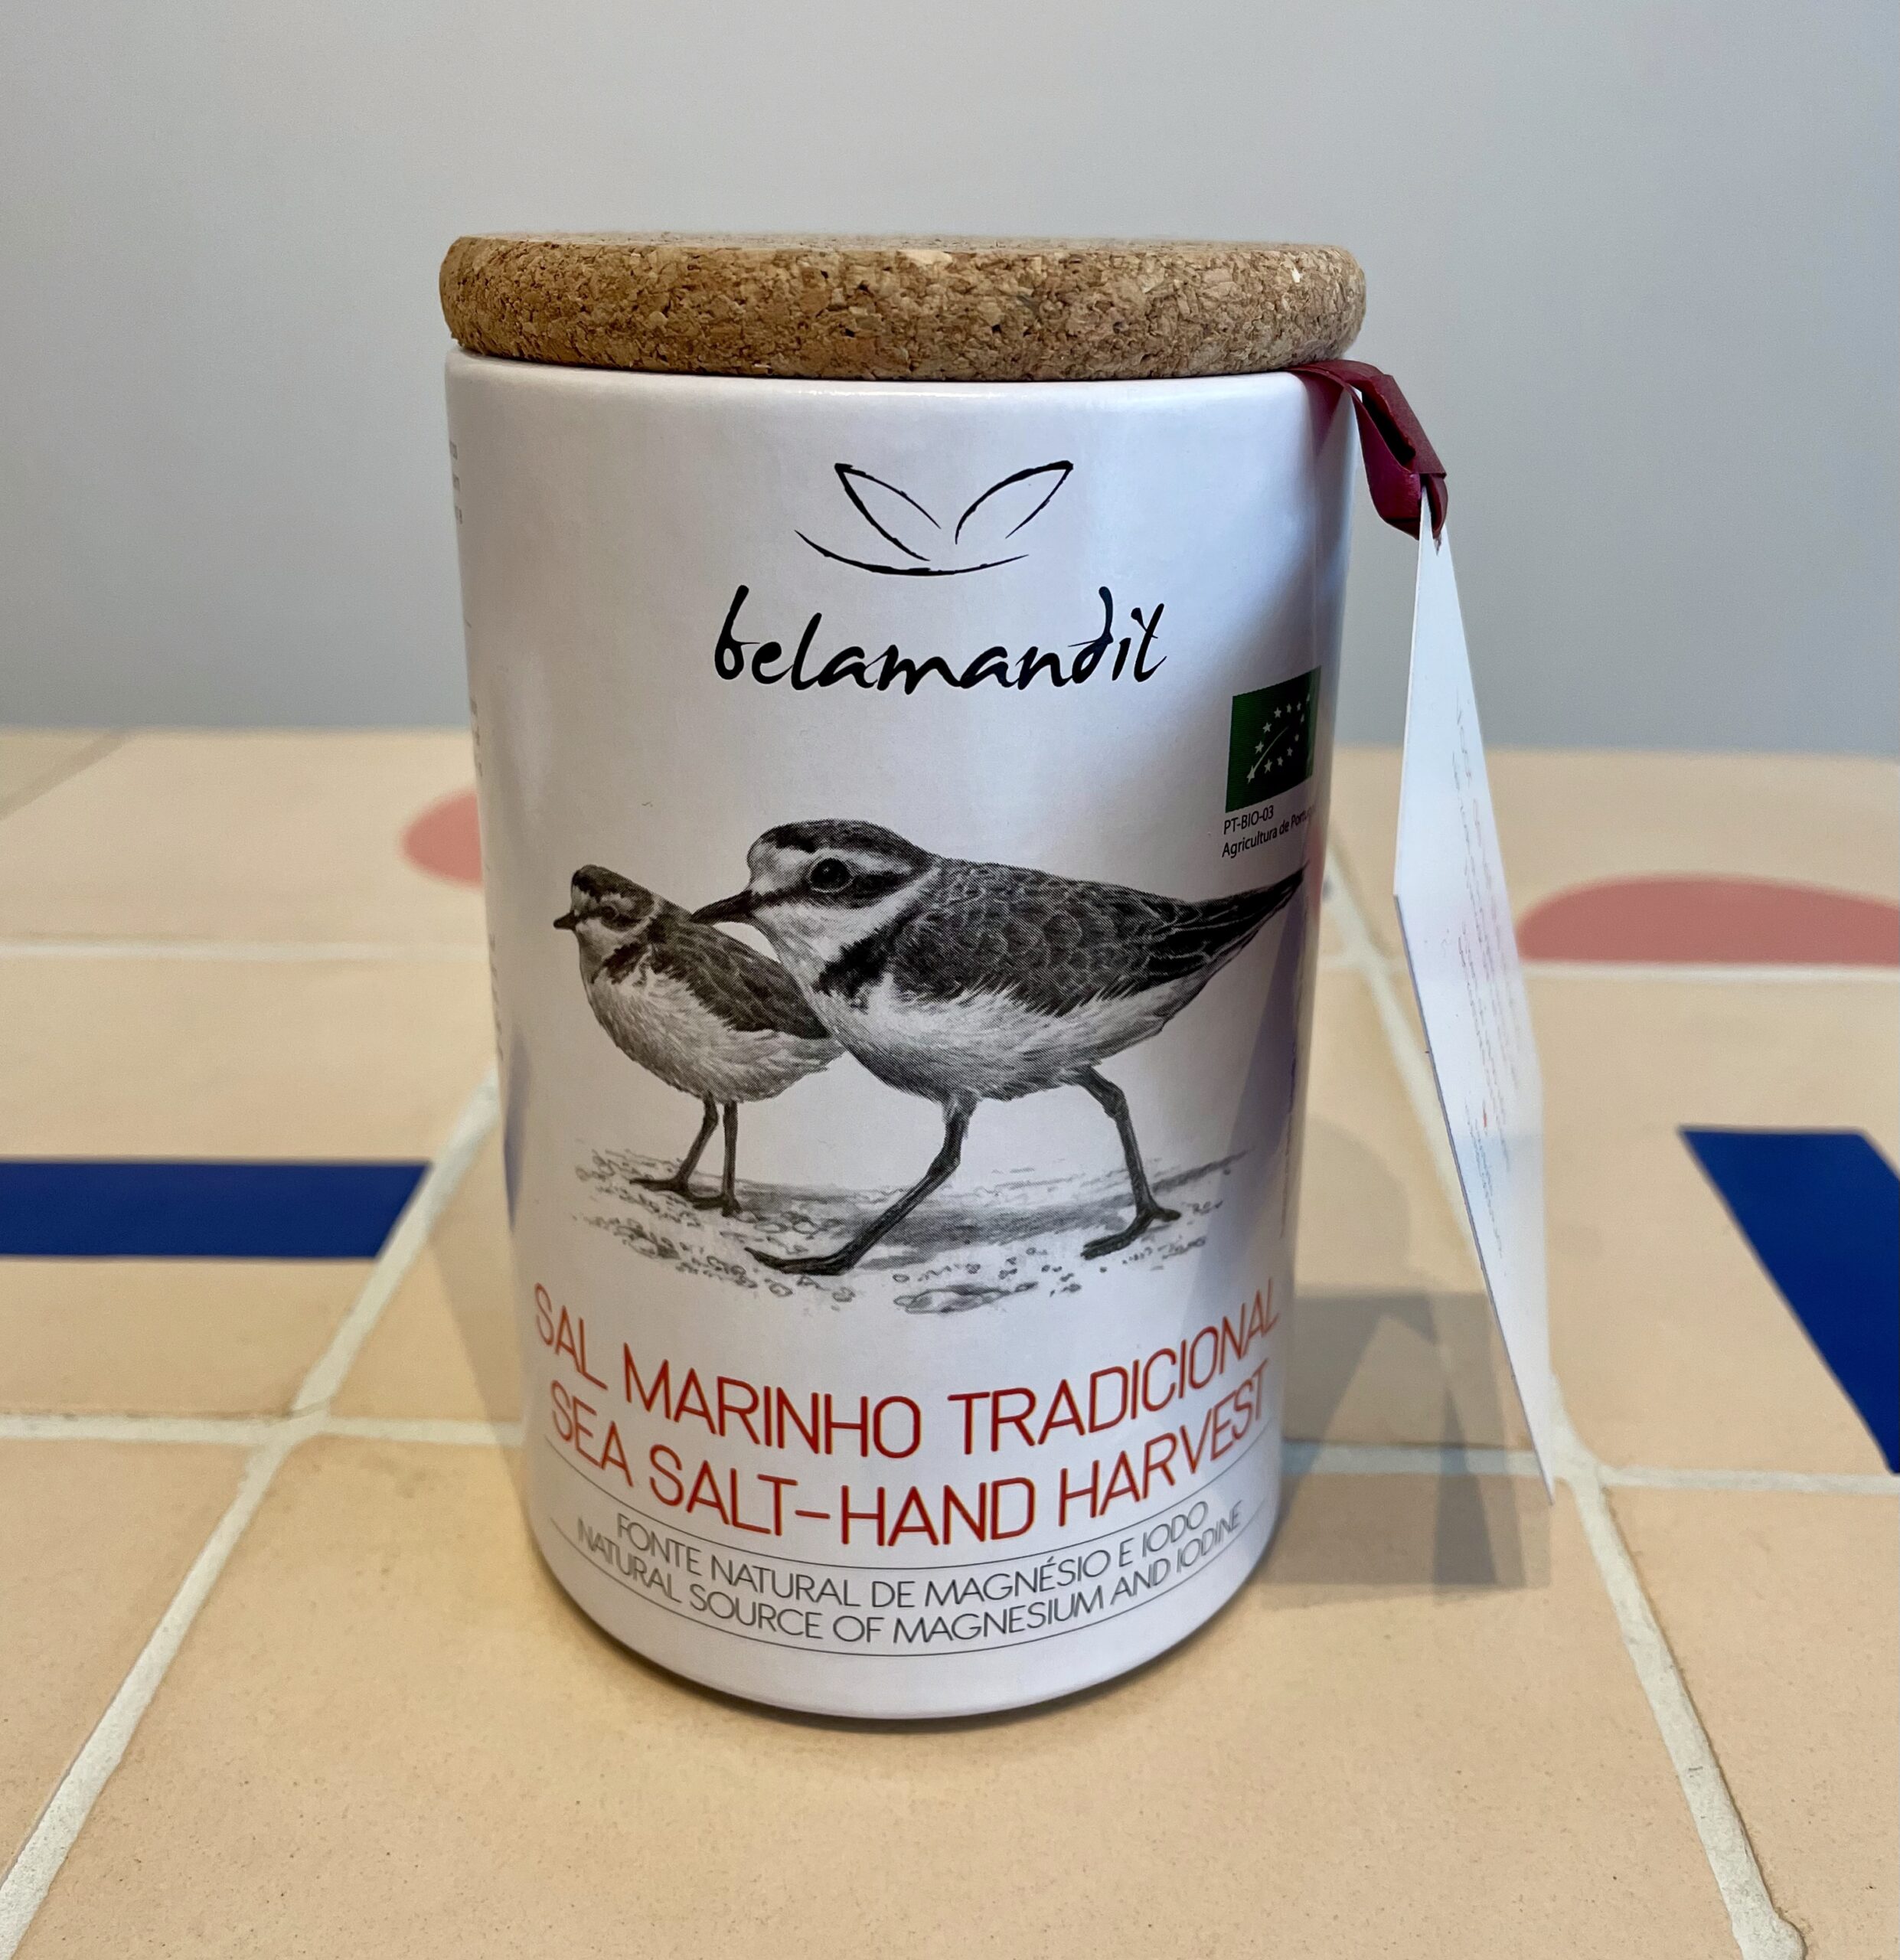 belamandil
PT-BIO-03
Agricultura de
SAL MARINHO TRADICIONAL
SEA SALT-HAND HARVEST
FONTE NATURAL DE MAGNÉSIO E IODO
NATURAL SOURCE OF MAGNESIUM AND IODINE